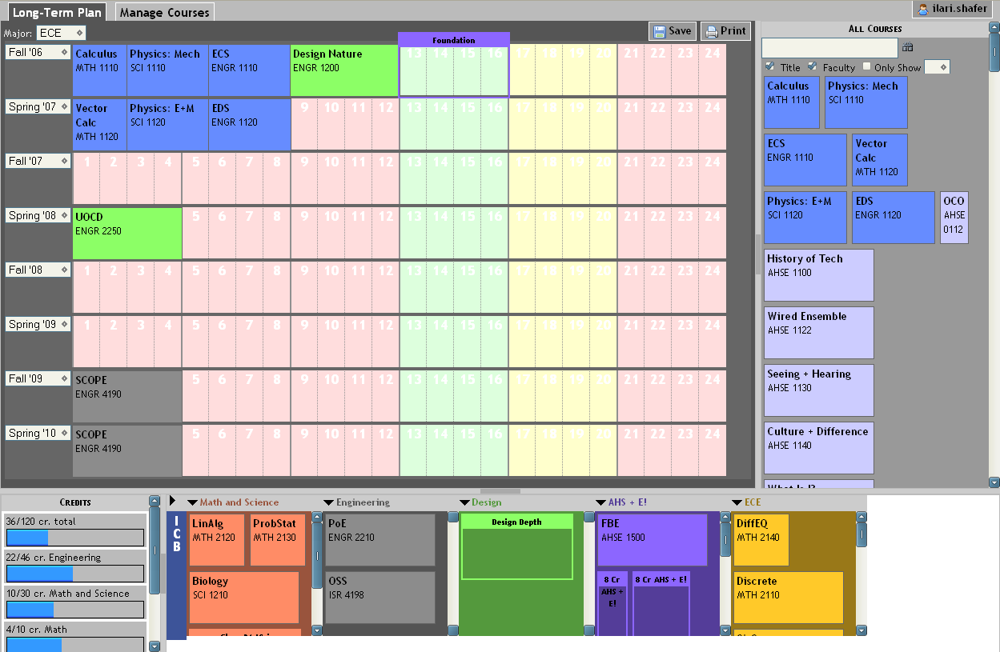 Long-Term Plan
Manage Courses
ilari.shafer
Major: ECE
Save
Print
ALL COURSES
Title
Faculty
Only Show
Foundation
Fall '06
Calculus
MTH 1110
Physics: Mech
SCI 1110
ECS
ENGR 1110
Design Nature
ENGR 1200
13 14 15 16 17 18 19 20 21 22 23 24
Spring '07
Vector
Calc
MTH 1120
Physics: E+M
SCI 1120
EDS
ENGR 1120
9 10 11 12 13 14 15 16 17 18 19 20 21 22 23 24
Fall '07
1 2 3 4 5 6 7 8 9 10 11 12 13 14 15 16 17 18 19 20 21 22 23 24
Spring '08
UOCD
ENGR 2250
5 6 7 8 9 10 11 12 13 14 15 16 17 18 19 20 21 22 23 24
Fall '08
1 2 3 4 5 6 7 8 9 10 11 12 13 14 15 16 17 18 19 20 21 22 23 24
Spring '09
1 2 3 4 5 6 7 8 9 10 11 12 13 14 15 16 17 18 19 20 21 22 23 24
Fall '09
SCOPE
ENGR 4190
5 6 7 8 9 10 11 12 13 14 15 16 17 18 19 20 21 22 23 24
Spring '10
SCOPE
ENGR 4190
5 6 7 8 9 10 11 12 13 14 15 16 17 18 19 20 21 22 23 24
Calculus
MTH 1110
Physics: Mech
SCI 1110
ECS
ENGR 1110
Vector
Calc
MTH 1120
Physics: E+M
SCI 1120
EDS
ENGR 1120
OCO
AHSE
0112
History of Tech
AHSE 1100
Wired Ensemble
AHSE 1122
Seeing + Hearing
AHSE 1130
Culture + Difference
AHSE 1140
CREDITS
36/120 cr. total
22/46 cr. Engineering
10/30 cr. Math and Science
4/10 cr. Math
I
C
B
Math and Science
LinAlg
MTH 2120
ProbStat
MTH 2130
Biology
SCI 1210
Engineering
PoE
ENGR 2210
OSS
ISR 4198
Design
Design Depth
AHS + E!
FBE
AHSE 1500
8 Cr
AHS +
E!
8 Cr AHS + E!
ECE
DiffEQ
MTH 2140
Discrete
MTH 2110